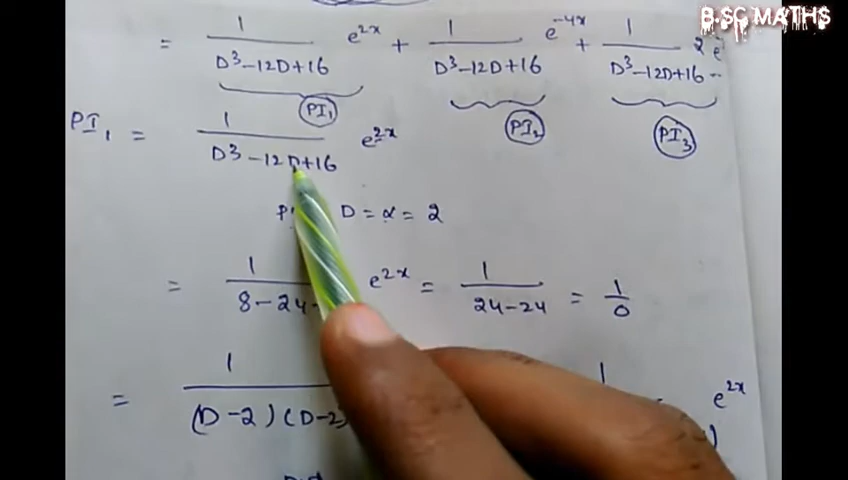 B.SC MATHS
= 1/(D³-12D+16) e^2x + 1/(D³-12D+16) e^-4x + 1/(D³-12D+16) 2e
PI₁ PI₂ PI₃
PI₁ = 1/(D³-12D+16) e^2x
D = α = 2
= 1/(8-24 e^2x = 1/(24-24) = 1/0
= 1/((D-2)(D-2) e^2x